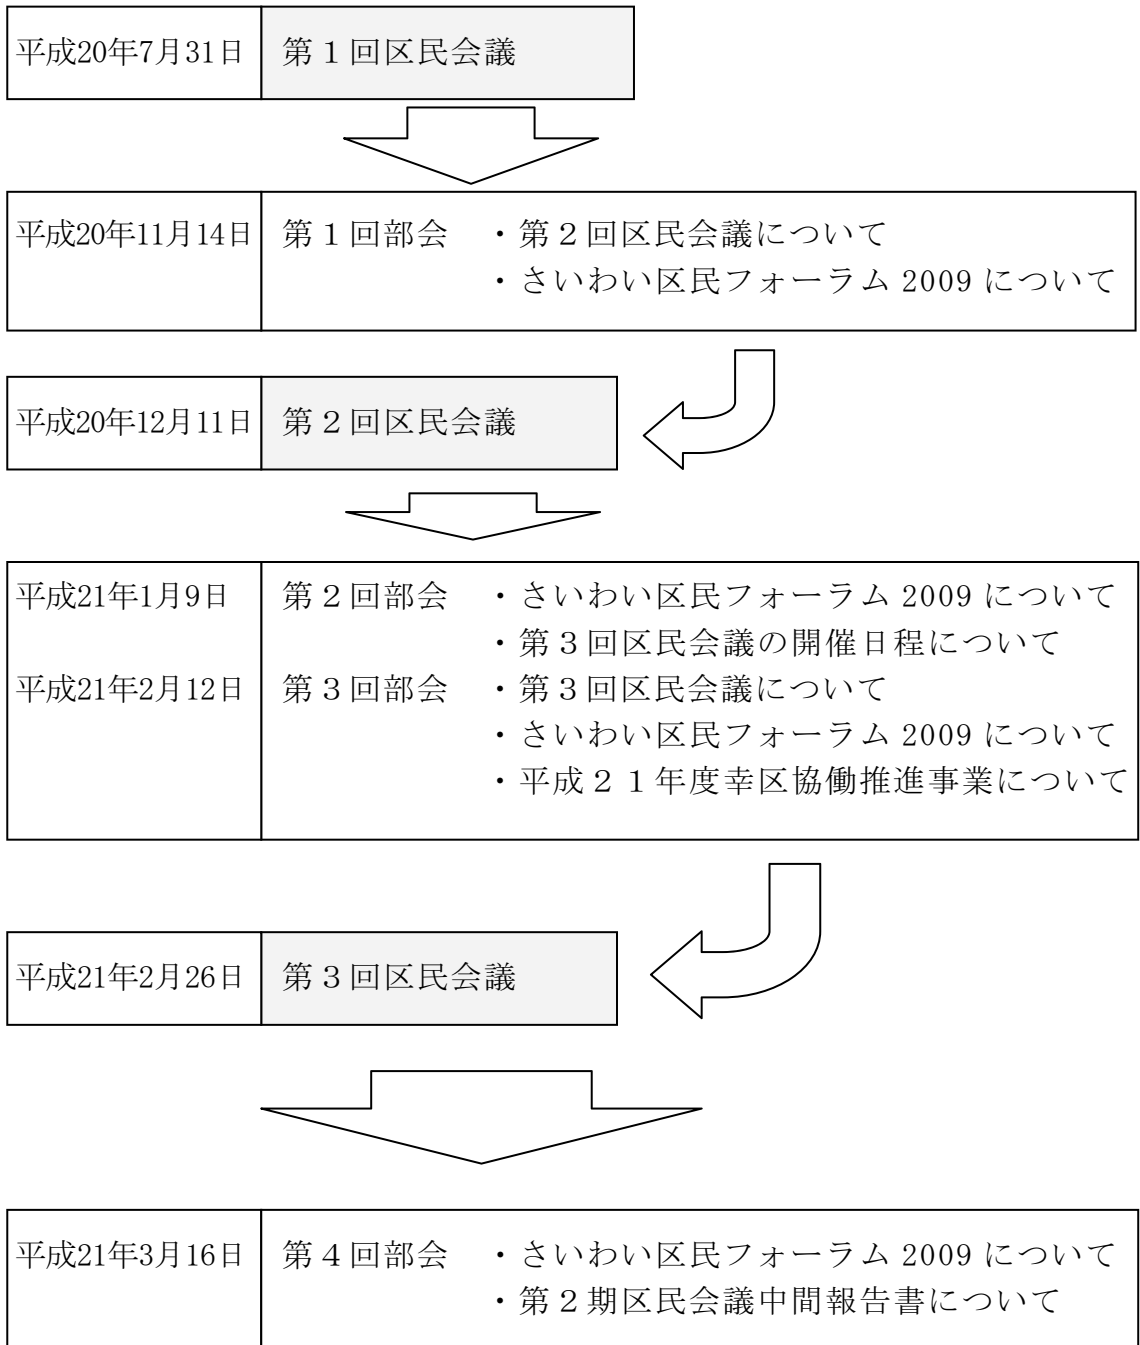 平成20年7月31日 第１回区民会議
平成20年11月14日 第１回部会 ・第２回区民会議について
・さいわい区民フォーラム 2009 について
平成20年12月11日 第２回区民会議
平成21年1月9日 第２回部会 ・さいわい区民フォーラム 2009 について
・第３回区民会議の開催日程について
平成21年2月12日 第３回部会 ・第３回区民会議について
・さいわい区民フォーラム 2009 について
・平成２１年度幸区協働推進事業について
平成21年2月26日 第３回区民会議
平成21年3月16日 第４回部会 ・さいわい区民フォーラム 2009 について
・第２期区民会議中間報告書について